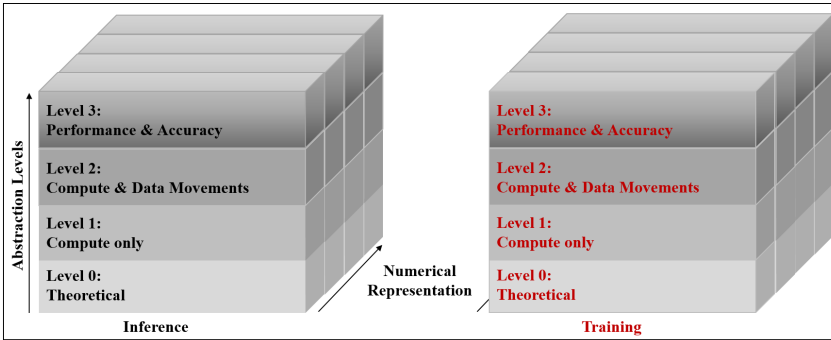 Abstraction Levels
Level 3:
Performance & Accuracy
Level 2:
Compute & Data Movements
Level 1:
Compute only
Level 0:
Theoretical
Inference
Numerical
Representation
Level 3:
Performance & Accuracy
Level 2:
Compute & Data Movements
Level 1:
Compute only
Level 0:
Theoretical
Training